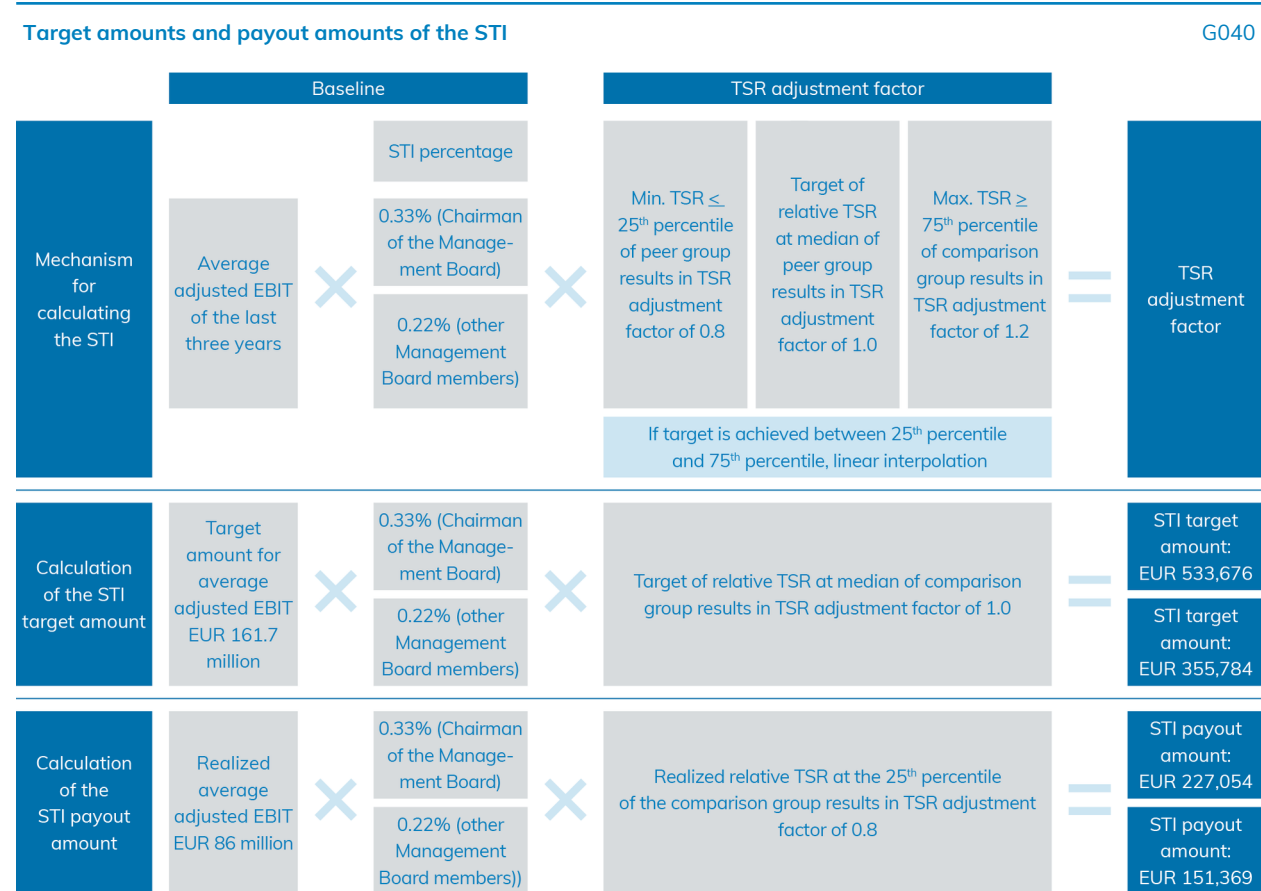 Target amounts and payout amounts of the STI
G040
Baseline
TSR adjustment factor
Mechanism
for
calculating
the STI
Average
adjusted EBIT
of the last
three years
×
STI percentage
0.33% (Chairman
of the Manage-
ment Board)
0.22% (other
Management
Board members)
×
Min. TSR ≤
25th percentile
of peer group
results in TSR
adjustment
factor of 0.8
Target of
relative TSR
at median of
peer group
results in TSR
adjustment
factor of 1.0
Max. TSR ≥
75th percentile
of comparison
group results in
TSR adjustment
factor of 1.2
If target is achieved between 25th percentile
and 75th percentile, linear interpolation
=
TSR
adjustment
factor
Calculation
of the STI
target amount
Target
amount for
average
adjusted EBIT
EUR 161.7
million
×
0.33% (Chairman
of the Manage-
ment Board)
0.22% (other
Management
Board members)
×
Target of relative TSR at median of comparison
group results in TSR adjustment factor of 1.0
=
STI target
amount:
EUR 533,676
STI target
amount:
EUR 355,784
Calculation
of the
STI payout
amount
Realized
average
adjusted EBIT
EUR 86 million
×
0.33% (Chairman
of the Manage-
ment Board)
0.22% (other
Management
Board members))
×
Realized relative TSR at the 25th percentile
of the comparison group results in TSR adjustment
factor of 0.8
=
STI payout
amount:
EUR 227,054
STI payout
amount:
EUR 151,369